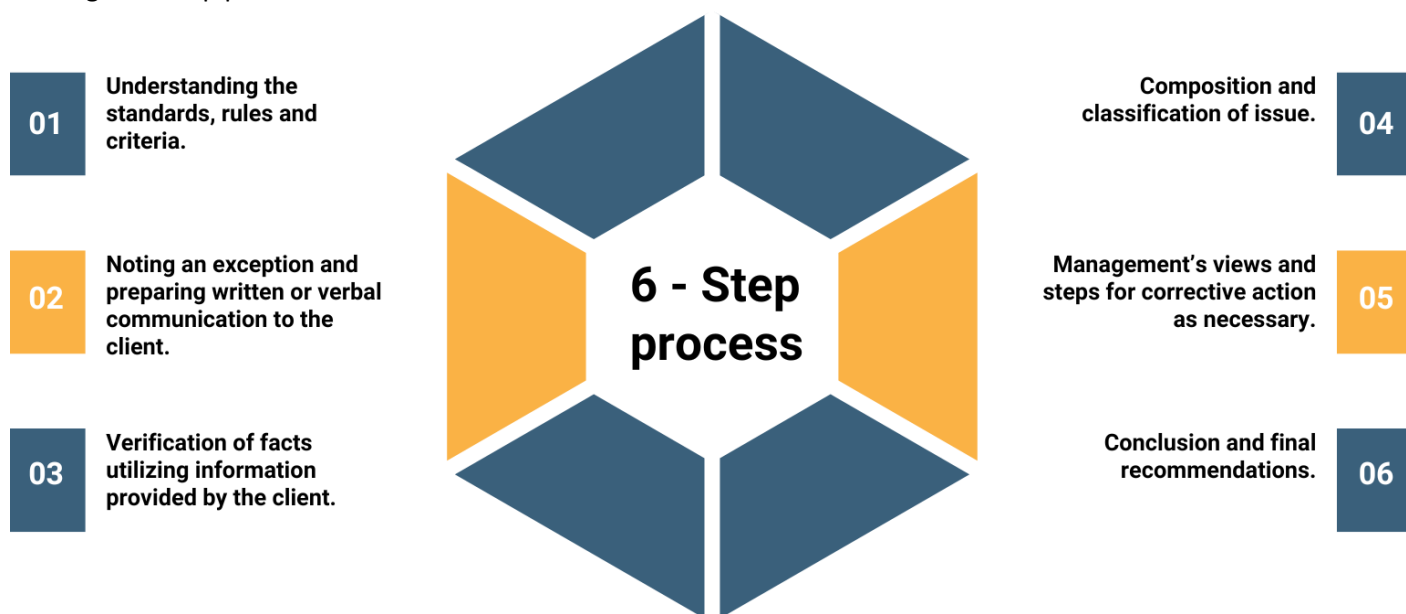 01
Understanding the
standards, rules and
criteria.
02
Noting an exception and
preparing written or verbal
communication to the
client.
03
Verification of facts
utilizing information
provided by the client.
6 - Step
process
Composition and
classification of issue.
04
Management’s views and
steps for corrective action
as necessary.
05
Conclusion and final
recommendations.
06